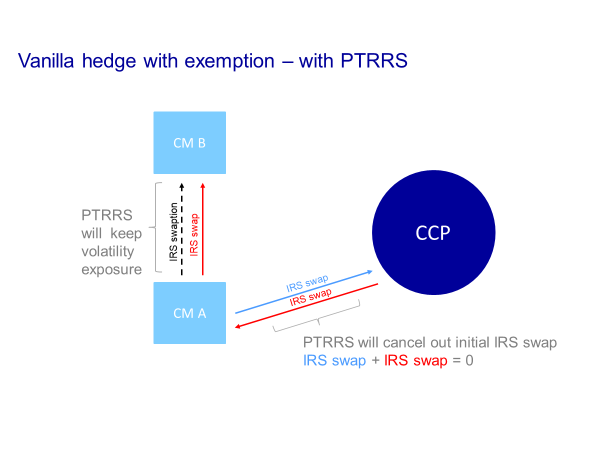 Vanilla hedge with exemption – with PTRRS
CM B
PTRRS
will keep
volatility
exposure
IRS swaption
IRS swap
CCP
IRS swap
IRS swap
CM A
PTRRS will cancel out initial IRS swap
IRS swap + IRS swap = 0